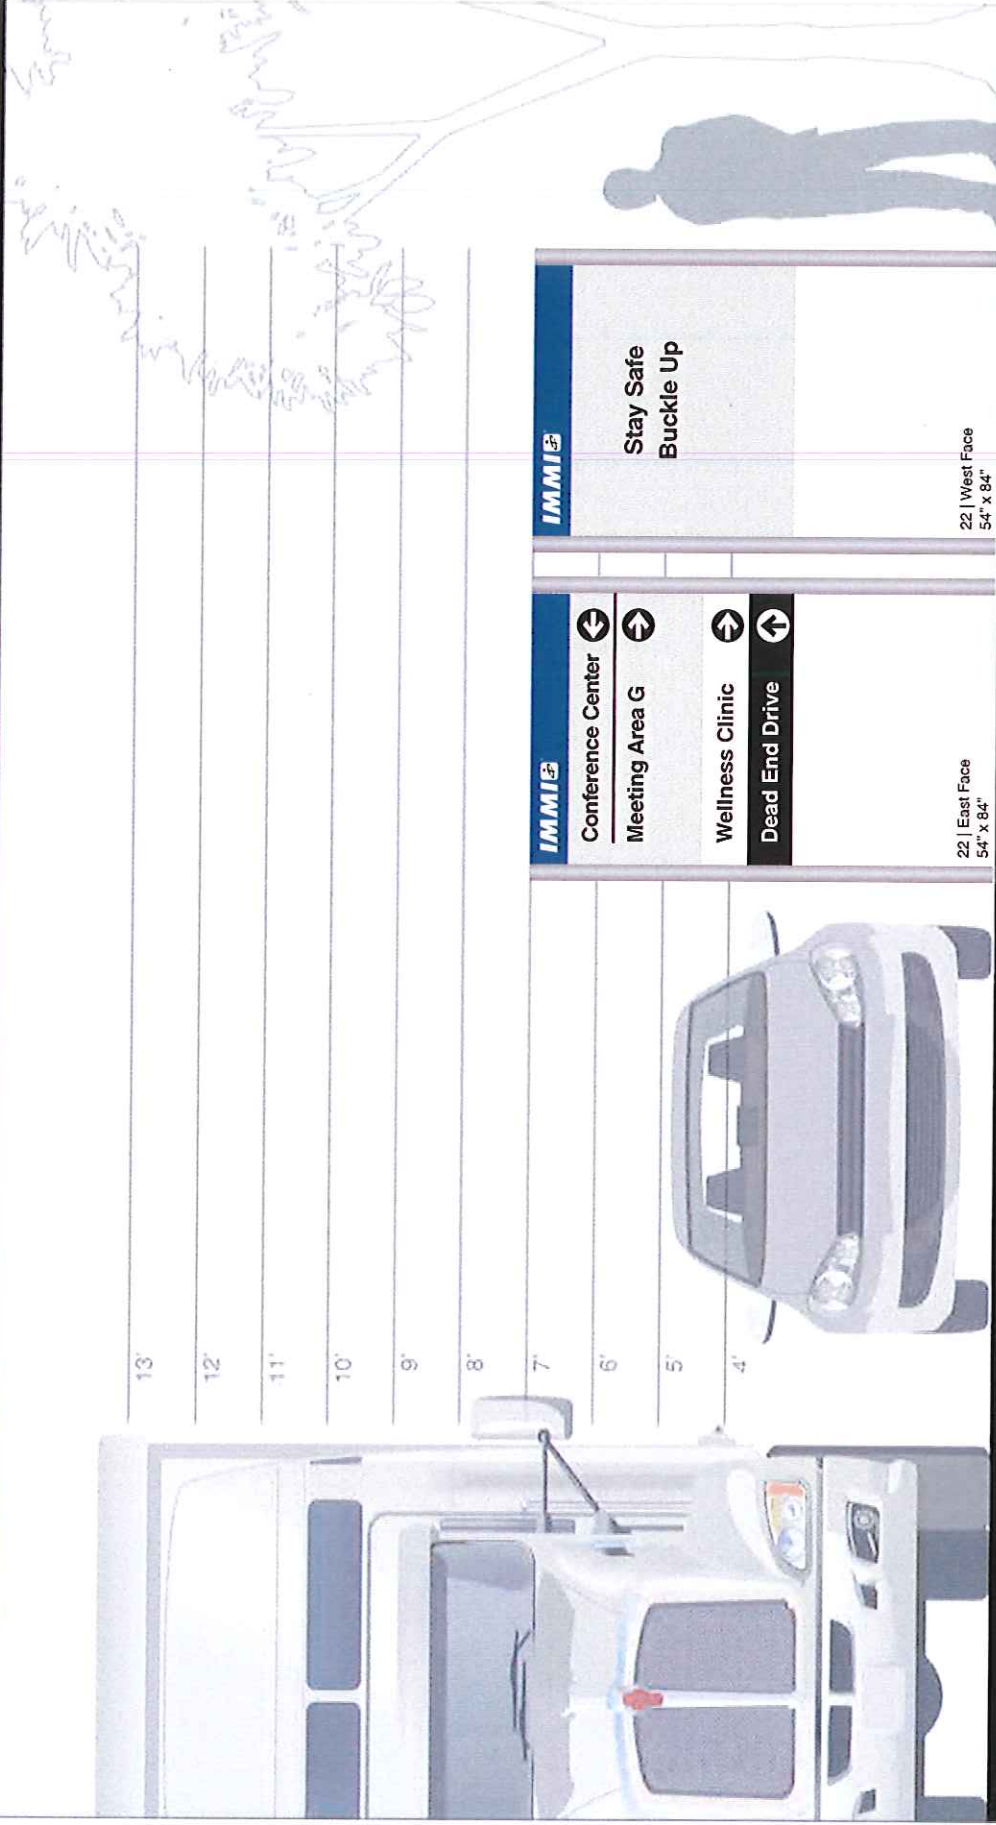 13'
12'
11'
10'
9'
8'
7'
6'
5'
4'
IMMI
Conference Center
Meeting Area G
Wellness Clinic
Dead End Drive
22 | East Face
54" x 84"
IMMI
Stay Safe
Buckle Up
22 | West Face
54" x 84"